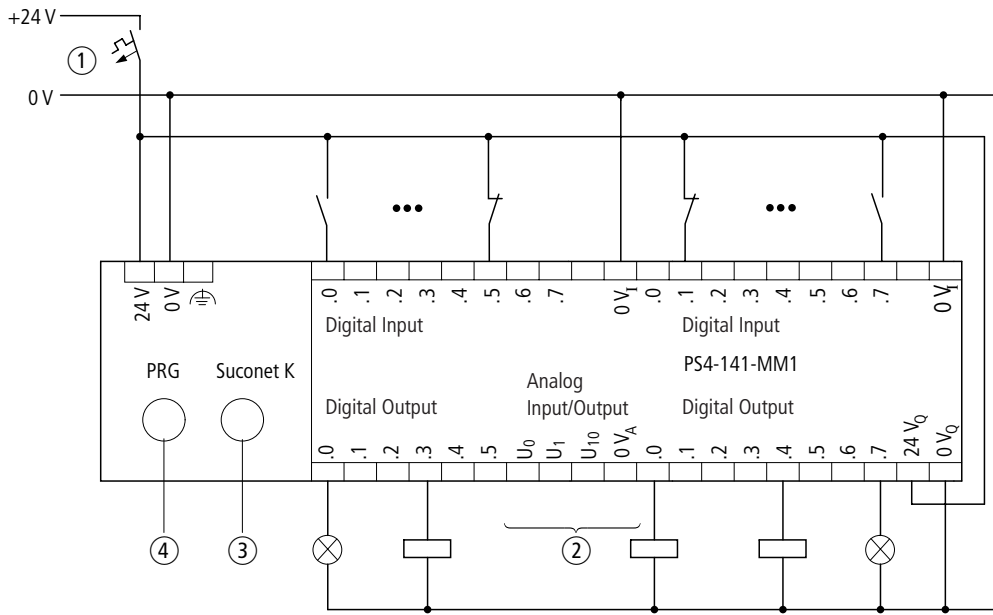 +24 V
1
0 V
24 V
0 V
.0 .1 .2 .3 .4 .5 .6 .7 0 VI .0 .1 .2 .3 .4 .5 .6 .7 0 VI
Digital Input
Digital Input
PS4-141-MM1
PRG
Suconet K
Analog
Input/Output
Digital Output
Digital Output
.0 .1 .2 .3 .4 .5 U0 U1 U10 0 VA .0 .1 .2 .3 .4 .5 .6 .7 24 VQ 0 VQ
4
3
2